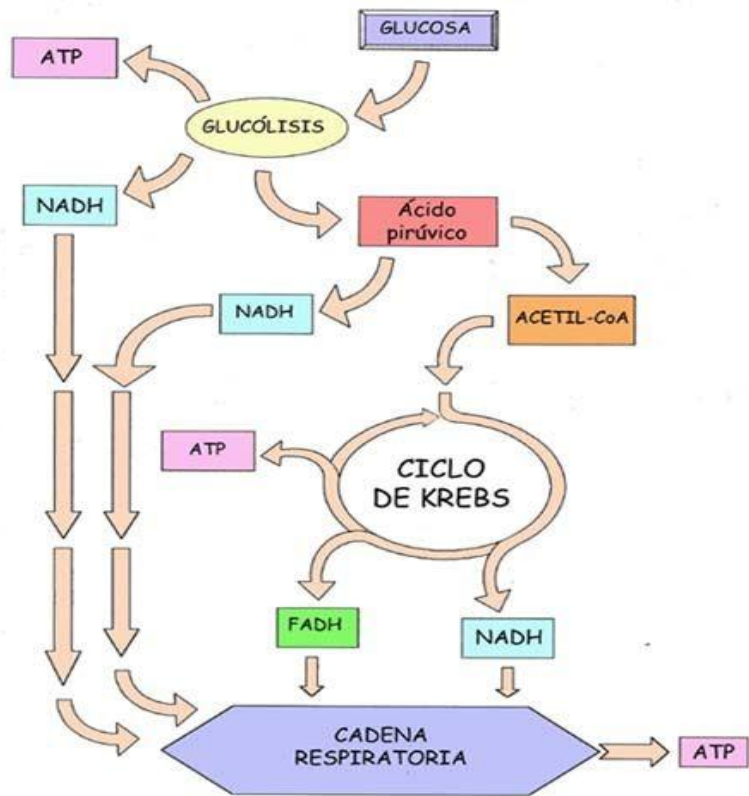 GLUCOSA
ATP
GLUCÓLISIS
NADH
Ácido
pirúvico
NADH
ACETIL-CoA
ATP
CICLO
DE KREBS
FADH
NADH
CADENA
RESPIRATORIA
ATP